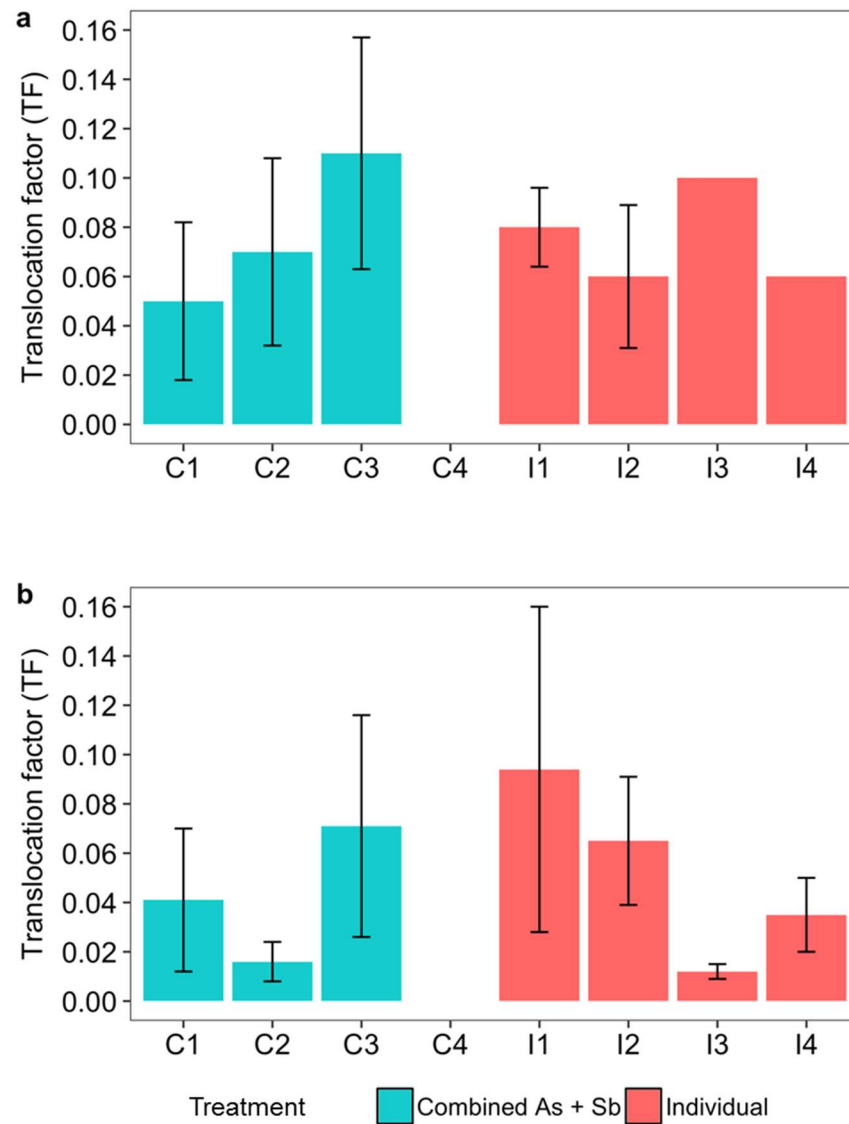 a
Translocation factor (TF)
0.16
0.14
0.12
0.10
0.08
0.06
0.04
0.02
0.00
C1 C2 C3 C4 I1 I2 I3 I4
b
Translocation factor (TF)
0.16
0.14
0.12
0.10
0.08
0.06
0.04
0.02
0.00
C1 C2 C3 C4 I1 I2 I3 I4
Treatment Combined As + Sb Individual